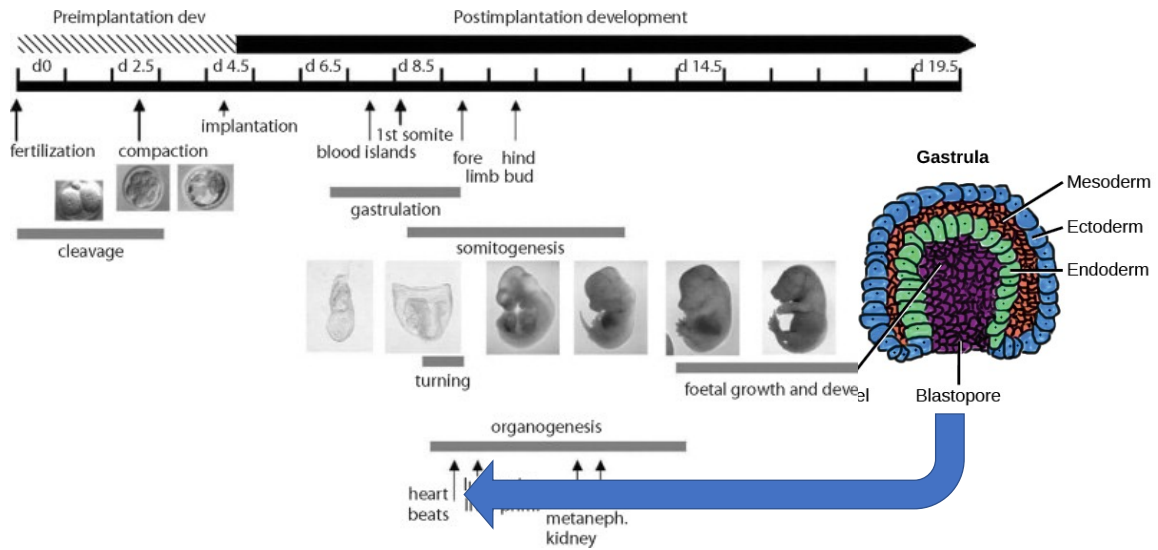 Preimplantation dev
Postimplantation development
d0 d 2.5 d 4.5 d 6.5 d 8.5 d 14.5 d 19.5
implantation
fertilization compaction
1st somite
blood islands
fore hind
limb bud
gastrulation
cleavage
somitogenesis
turning
foetal growth and deve
organogenesis
heart
beats
metaneph.
kidney
Gastrula
Mesoderm
Ectoderm
Endoderm
el
Blastopore